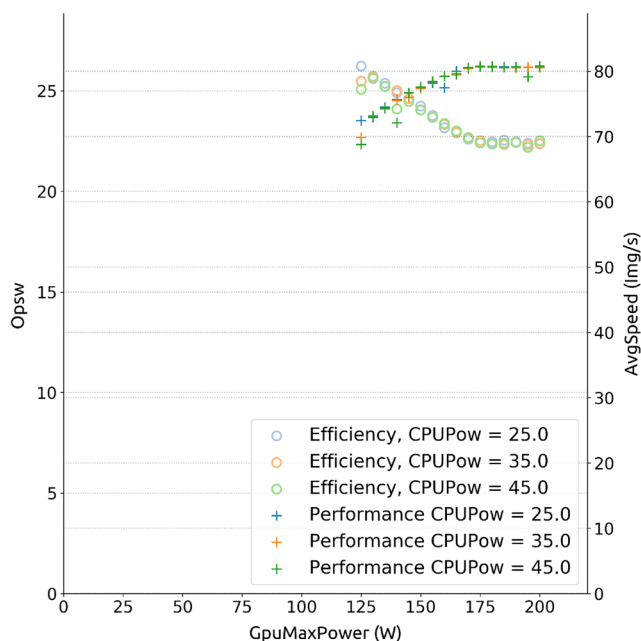 25
20
15
10
5
0
Opsw
80
70
60
50
40
30
20
10
0
AvgSpeed (Img/s)
Efficiency, CPUPow = 25.0
Efficiency, CPUPow = 35.0
Efficiency, CPUPow = 45.0
Performance CPUPow = 25.0
Performance CPUPow = 35.0
Performance CPUPow = 45.0
0 25 50 75 100 125 150 175 200
GpuMaxPower (W)